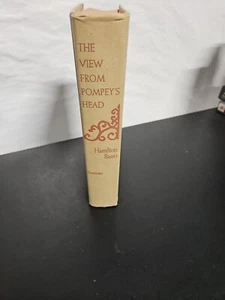 THE
VIEW
FROM
POMPEY'S
HEAD
Hamilton
Basso